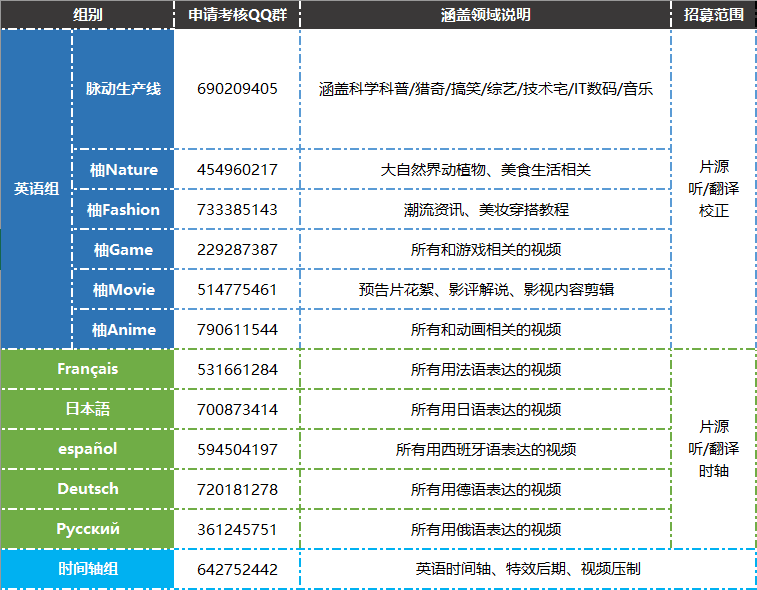 组别 申请考核QQ群 涵盖领域说明 招募范围
英语组
脉动生产线 690209405 涵盖科学科普/猎奇/搞笑/综艺/技术宅/IT数码/音乐
柚Nature 454960217 大自然界动植物、美食生活相关
柚Fashion 733385143 潮流资讯、美妆穿搭教程
柚Game 229287387 所有和游戏相关的视频
柚Movie 514775461 预告片花絮、影评解说、影视内容剪辑
柚Anime 790611544 所有和动画相关的视频
片源
听/翻译
校正
Français 531661284 所有用法语表达的视频
日本語 700873414 所有用日语表达的视频
español 594504197 所有用西班牙语表达的视频
Deutsch 720181278 所有用德语表达的视频
Русский 361245751 所有用俄语表达的视频
片源
听/翻译
时轴
时间轴组 642752442 英语时间轴、特效后期、视频压制